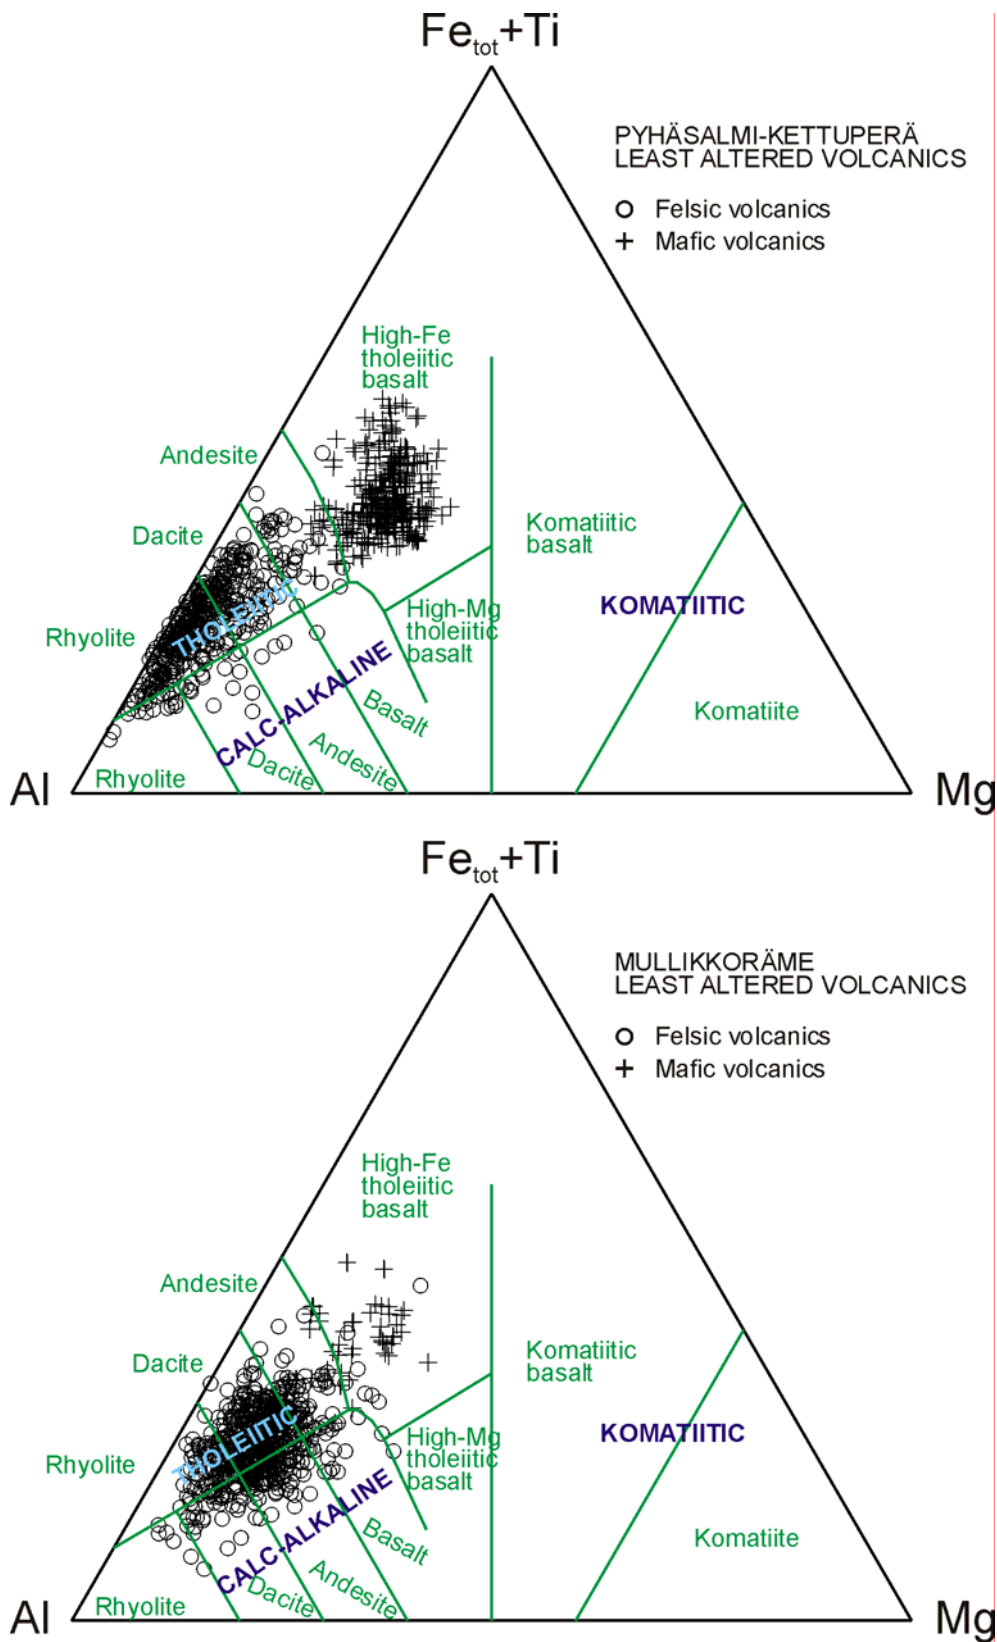 Fetot+Ti
PYHÄSALMI-KETTUPERÄ
LEAST ALTERED VOLCANICS
Felsic volcanics
Mafic volcanics
High-Fe
tholeiitic
basalt
Andesite
Dacite
Rhyolite
THOLEIITIC
Komatiitic
basalt
KOMATIITIC
High-Mg
tholeiitic
basalt
CALC-ALKALINE
Basalt
Andesite
Dacite
Rhyolite
Komatiite
Al
Mg
Fetot+Ti
MULLIKKORÄME
LEAST ALTERED VOLCANICS
Felsic volcanics
Mafic volcanics
High-Fe
tholeiitic
basalt
Andesite
Dacite
Rhyolite
THOLEIITIC
Komatiitic
basalt
KOMATIITIC
High-Mg
tholeiitic
basalt
CALC-ALKALINE
Basalt
Andesite
Dacite
Rhyolite
Komatiite
Al
Mg